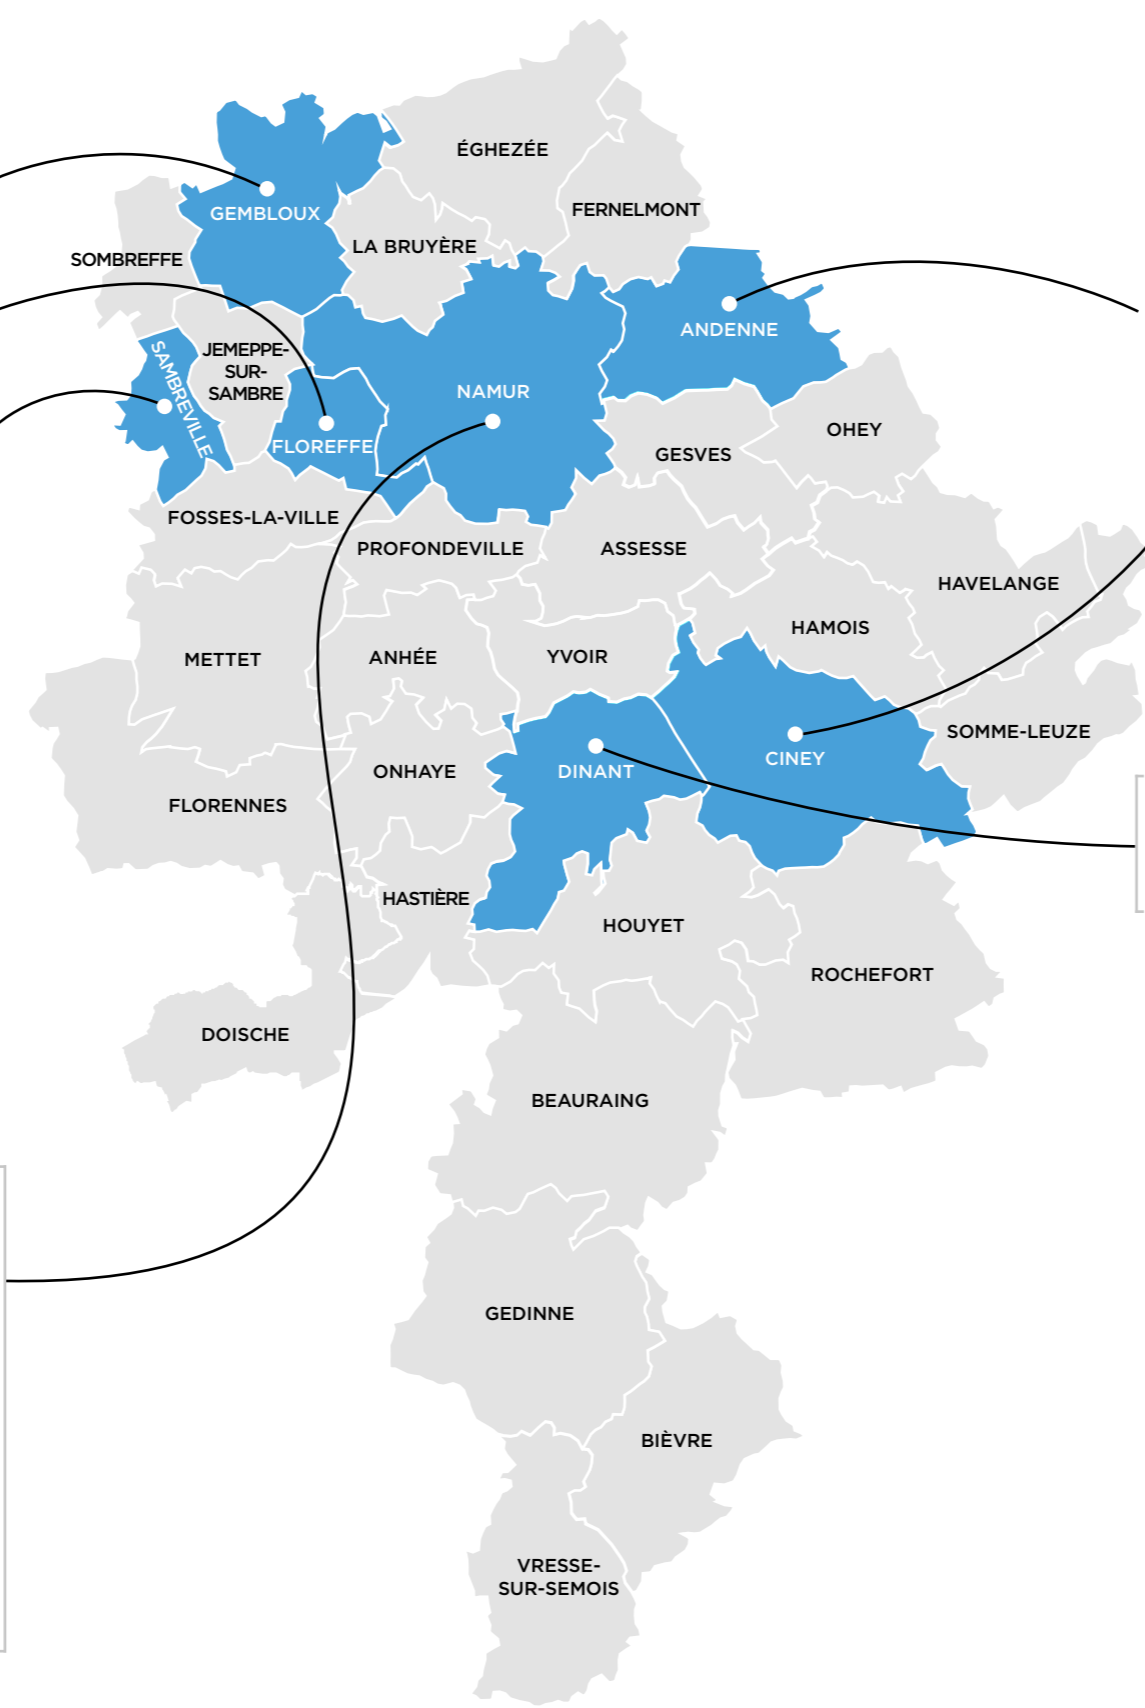 ÉGHEZÉE
FERNELMONT
GEMBLOUX
LA BRUYÈRE
SOMBREFFE
ANDENNE
JEMEPPE-
SUR-
SAMBRE
SAMBREVILLE
NAMUR
FLOREFFE
OHEY
GESVES
FOSSES-LA-VILLE
PROFONDEVILLE
ASSESSE
HAVELANGE
HAMOIS
METTET
ANHÉE
YVOIR
SOMME-LEUZE
CINEY
DINANT
ONHAYE
FLORENNES
HASTIÈRE
HOUYET
ROCHEFORT
DOISCHE
BEAURAING
GEDINNE
BIÈVRE
VRESSE-
SUR-SEMOIS